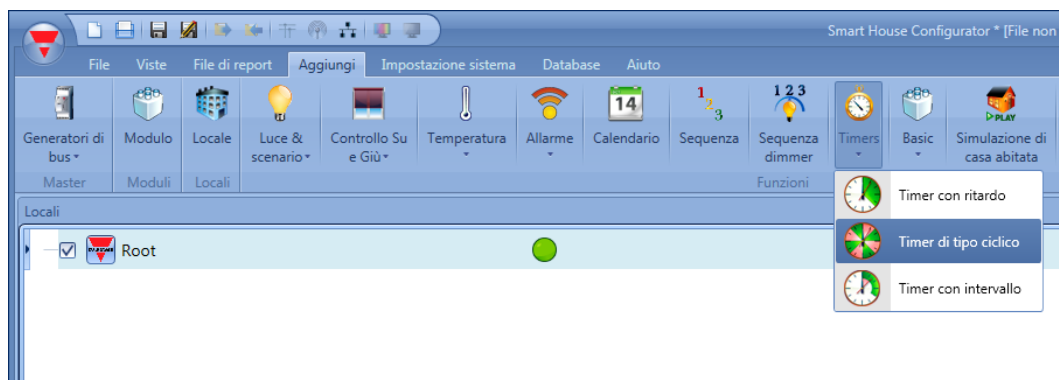 Smart House Configurator * [File non
File Viste File di report Aggiungi Impostazione sistema Database Aiuto
Generatori di bus
Modulo
Locale
Luce & scenario
Controllo Su e Giù
Temperatura
Allarme
14
Calendario
1 2 3
Sequenza
1 2 3
Sequenza dimmer
Timers
Basic
PLAY
Simulazione di casa abitata
Master Moduli Locali Funzioni
Timer con ritardo
Timer di tipo ciclico
Timer con intervallo
Locali
Root